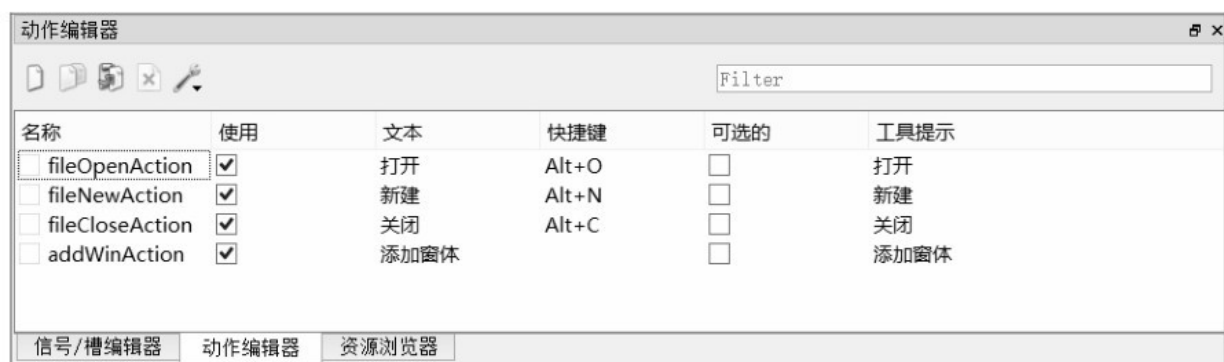 动作编辑器
Filter
名称 使用 文本 快捷键 可选的 工具提示
fileOpenAction 打开 Alt+O 打开
fileNewAction 新建 Alt+N 新建
fileCloseAction 关闭 Alt+C 关闭
addWinAction 添加窗体 添加窗体
信号/槽编辑器 动作编辑器 资源浏览器